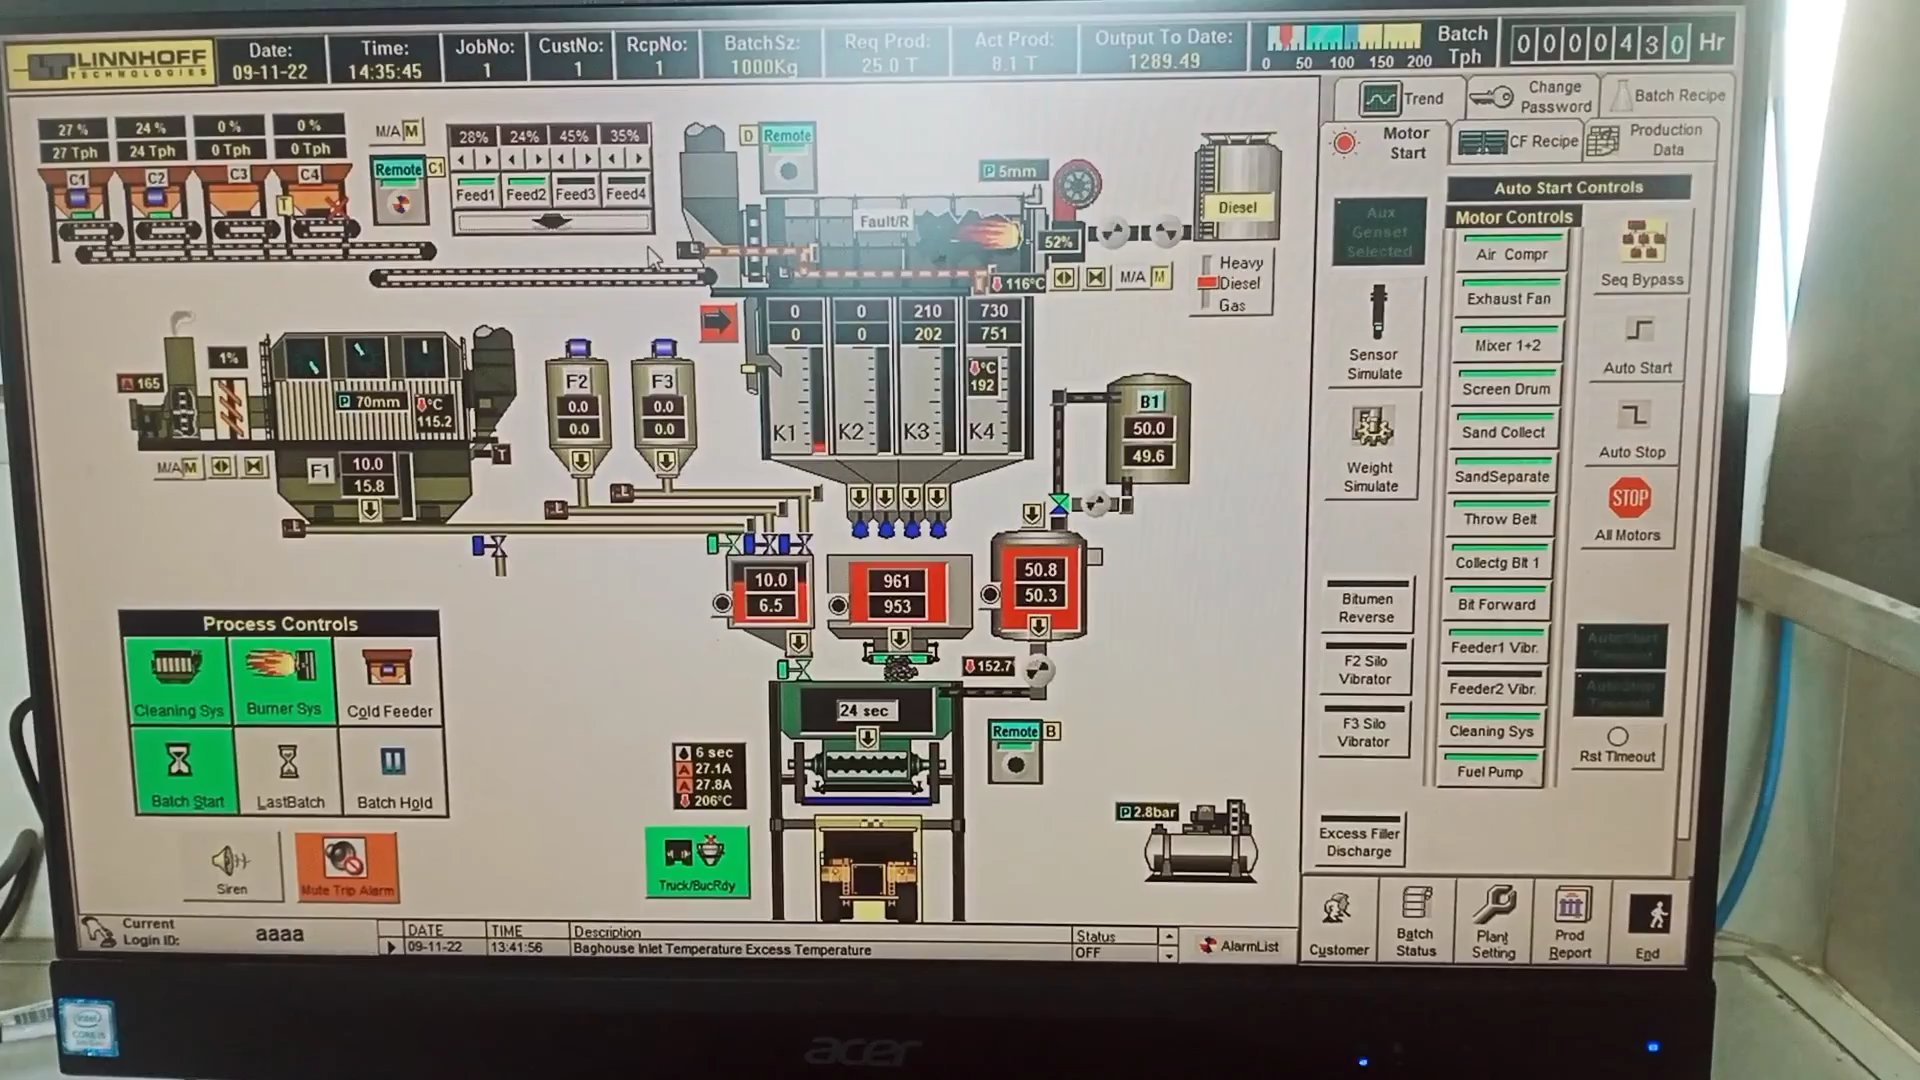 LINNHOFF
TECHNOLOGIES
Date:
09-11-22
Time:
14:35:45
JobNo:
1
CustNo:
1
RcpNo:
1
Batch Sz:
1000Kg
Req Prod:
25.0 T
Act Prod:
8.1 T
Output To Date:
1289.49
0 50 100 150 200
Batch
Tph
0000430 Hr
Trend
Change
Password
Batch Recipe
Motor
Start
CF Recipe
Production
Data
27 % 24 % 0 % 0 %
27 Tph 24 Tph 0 Tph 0 Tph
C1 C2 C3 C4
T
M/A M
Remote C1
28% 24% 45% 35%
Feed1 Feed2 Feed3 Feed4
D Remote
P 5mm
Fault/R
52%
Diesel
116°C
M/A M
Heavy
Diesel
Gas
0 0 210 730
0 0 202 751
°C
192
K1 K2 K3 K4
1%
A 165
P 70mm
°C
115.2
T
M/A M
F1
10.0
15.8
F2
0.0
0.0
F3
0.0
0.0
L
L
L
L
B1
50.0
49.6
10.0
6.5
961
953
50.8
50.3
152.7
24 sec
Remote B
6 sec
A 27.1A
A 27.8A
206°C
Truck/BucRdy
P 2.8bar
Process Controls
Cleaning Sys
Burner Sys
Cold Feeder
Batch Start
LastBatch
Batch Hold
Siren
Mute Trip Alarm
Aux
Genset
Selected
Sensor
Simulate
Weight
Simulate
Bitumen
Reverse
F2 Silo
Vibrator
F3 Silo
Vibrator
Excess Filler
Discharge
Auto Start Controls
Motor Controls
Air Compr
Exhaust Fan
Mixer 1+2
Screen Drum
Sand Collect
SandSeparate
Throw Belt
Collectg Blt 1
Bit Forward
Feeder1 Vibr.
Feeder2 Vibr.
Cleaning Sys
Fuel Pump
Seq Bypass
Auto Start
Auto Stop
STOP
All Motors
Rst Timeout
Current
Login ID:
aaaa
DATE TIME Description Status
09-11-22 13:41:56 Baghouse Inlet Temperature Excess Temperature OFF
AlarmList
Customer
Batch
Status
Plant
Setting
Prod
Report
End
intel
CORE i5
acer